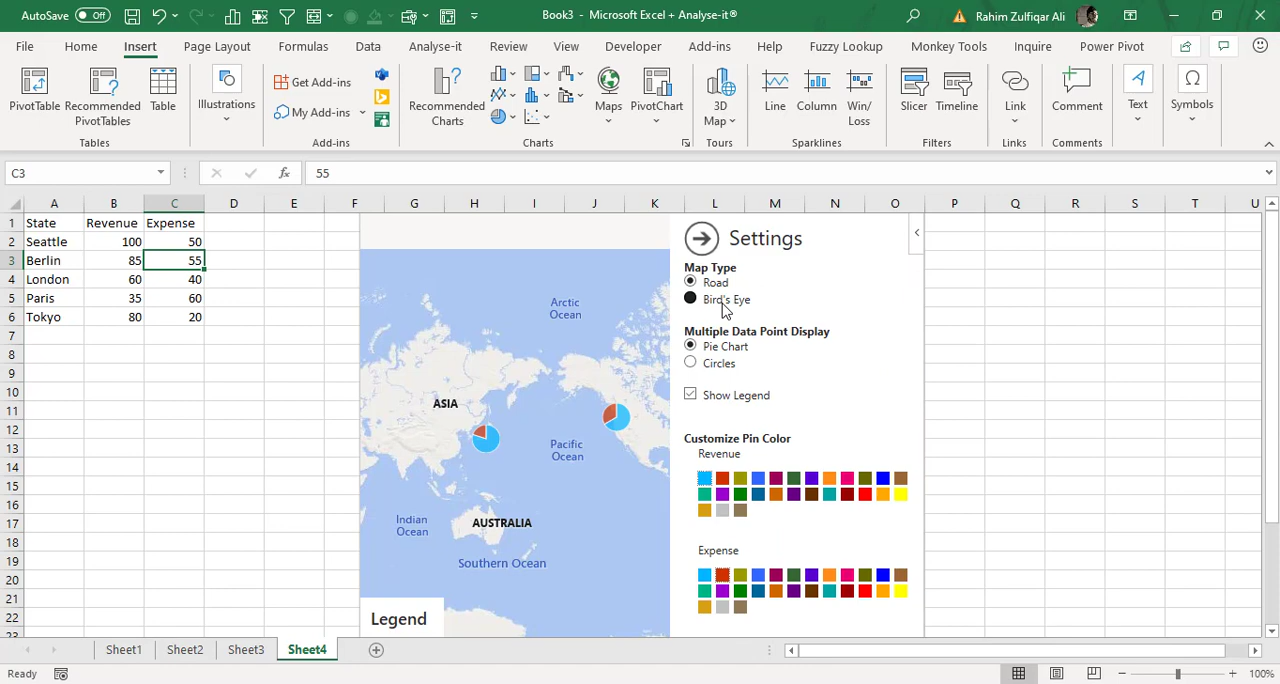 AutoSave Off Book3 - Microsoft Excel + Analyse-it® Rahim Zulfiqar Ali
File Home Insert Page Layout Formulas Data Analyse-it Review View Developer Add-ins Help Fuzzy Lookup Monkey Tools Inquire Power Pivot
PivotTable Recommended PivotTables Table Illustrations Get Add-ins My Add-ins Recommended Charts Maps PivotChart 3D Map Line Column Win/Loss Slicer Timeline Link Comment Text Symbols
Tables Add-ins Charts Tours Sparklines Filters Links Comments
C3 fx 55
A B C D E F G H I J K L M N O P Q R S T U
1 State Revenue Expense
2 Seattle 100 50
3 Berlin 85 55
4 London 60 40
5 Paris 35 60
6 Tokyo 80 20
7
8
9
10
11
12
13
14
15
16
17
18
19
20
21
22
23
Arctic
Ocean
ASIA
Pacific
Ocean
Indian
Ocean
AUSTRALIA
Southern Ocean
Legend
Settings
Map Type
Road
Bird's Eye
Multiple Data Point Display
Pie Chart
Circles
Show Legend
Customize Pin Color
Revenue
Expense
Sheet1 Sheet2 Sheet3 Sheet4
Ready 100%